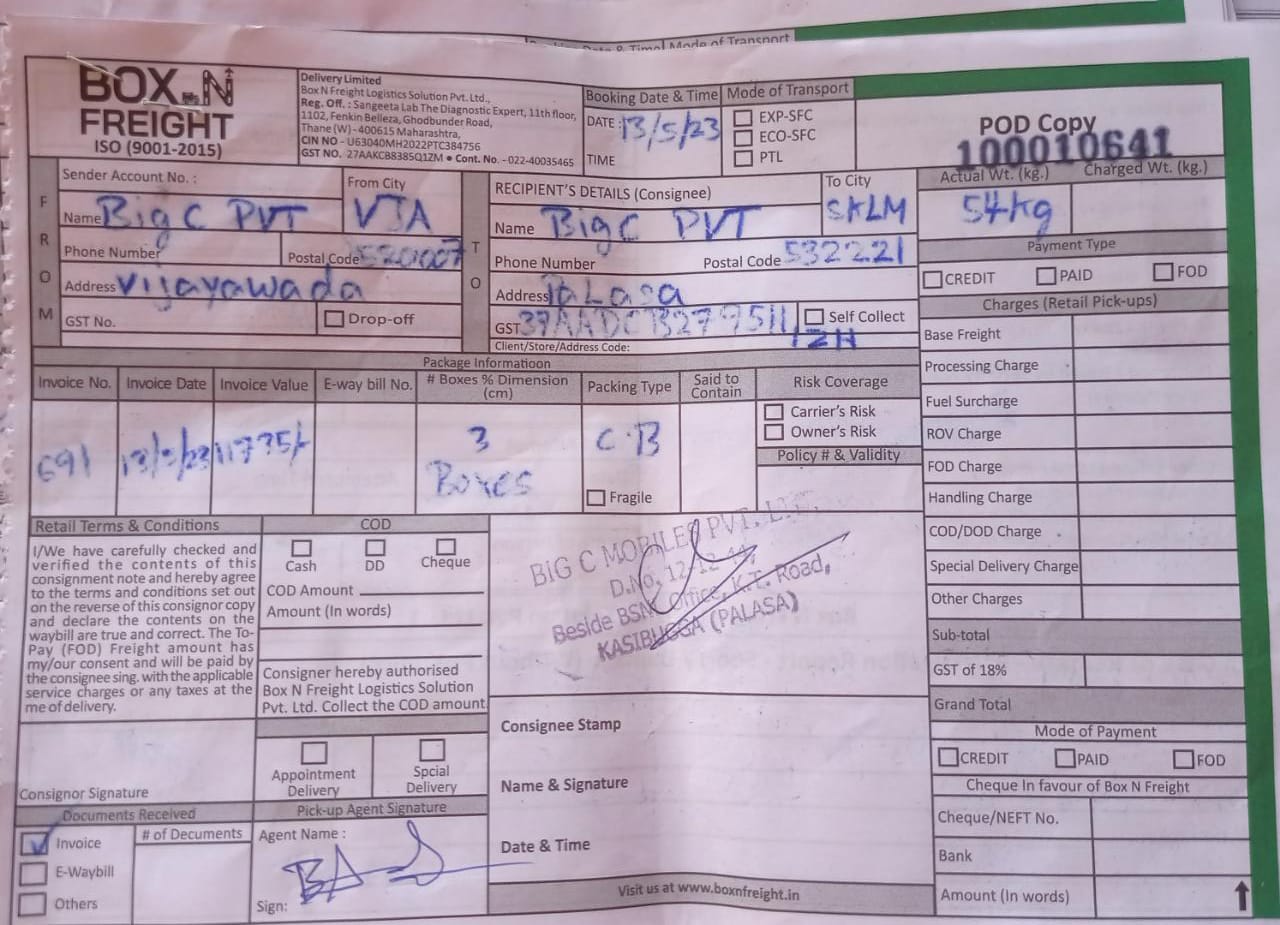 BOX N
FREIGHT
ISO (9001-2015)
Delivery Limited
Box N Freight Logistics Solution Pvt. Ltd.,
Reg. Off. : Sangeeta Lab The Diagnostic Expert, 11th floor,
1102, Fenkin Belleza, Ghodbunder Road,
Thane (W) - 400615 Maharashtra,
CIN NO - U63040MH2022PTC384756
GST NO. 27AAKCB8385Q1ZM • Cont. No. -022-40035465
Booking Date & Time
DATE : 13/5/23
TIME
Mode of Transport
EXP-SFC
ECO-SFC
PTL
POD Copy
100010641
FROM
Sender Account No. :
Name Big C PVT
From City
VJA
Phone Number
Postal Code 520007
Address Vijayawada
GST No.
Drop-off
TO
RECIPIENT'S DETAILS (Consignee)
Name Big C PVT
To City
SKLM
Phone Number
Postal Code 532221
Address PaLasa
GST
Self Collect
Client/Store/Address Code:
Actual Wt. (kg.)
54kg
Charged Wt. (kg.)
Payment Type
CREDIT
PAID
FOD
Charges (Retail Pick-ups)
Base Freight
Processing Charge
Fuel Surcharge
ROV Charge
FOD Charge
Handling Charge
COD/DOD Charge
Special Delivery Charge
Other Charges
Sub-total
GST of 18%
Grand Total
Mode of Payment
CREDIT
PAID
FOD
Cheque In favour of Box N Freight
Cheque/NEFT No.
Bank
Amount (In words)
Package Informatioon
Invoice No.
691
Invoice Date
Invoice Value
E-way bill No.
# Boxes % Dimension
(cm)
3
Boxes
Packing Type
C.B
Fragile
Said to
Contain
Risk Coverage
Carrier's Risk
Owner's Risk
Policy # & Validity
Retail Terms & Conditions
I/We have carefully checked and
verified the contents of this
consignment note and hereby agree
to the terms and conditions set out
on the reverse of this consignor copy
and declare the contents on the
waybill are true and correct. The To-
Pay (FOD) Freight amount has
my/our consent and will be paid by
the consignee sing. with the applicable
service charges or any taxes at the
me of delivery.
Consignor Signature
COD
Cash
DD
Cheque
COD Amount
Amount (In words)
Consigner hereby authorised
Box N Freight Logistics Solution
Pvt. Ltd. Collect the COD amount
Appointment
Delivery
Spcial
Delivery
BIG C MOBILES PVT. LTD.
D.No, 12-12-44,
Beside BSNL Office, K.T. Road,
KASIBUGGA (PALASA)
Consignee Stamp
Name & Signature
Date & Time
Documents Received
Invoice
E-Waybill
Others
# of Documents
Pick-up Agent Signature
Agent Name :
Sign:
Visit us at www.boxnfreight.in